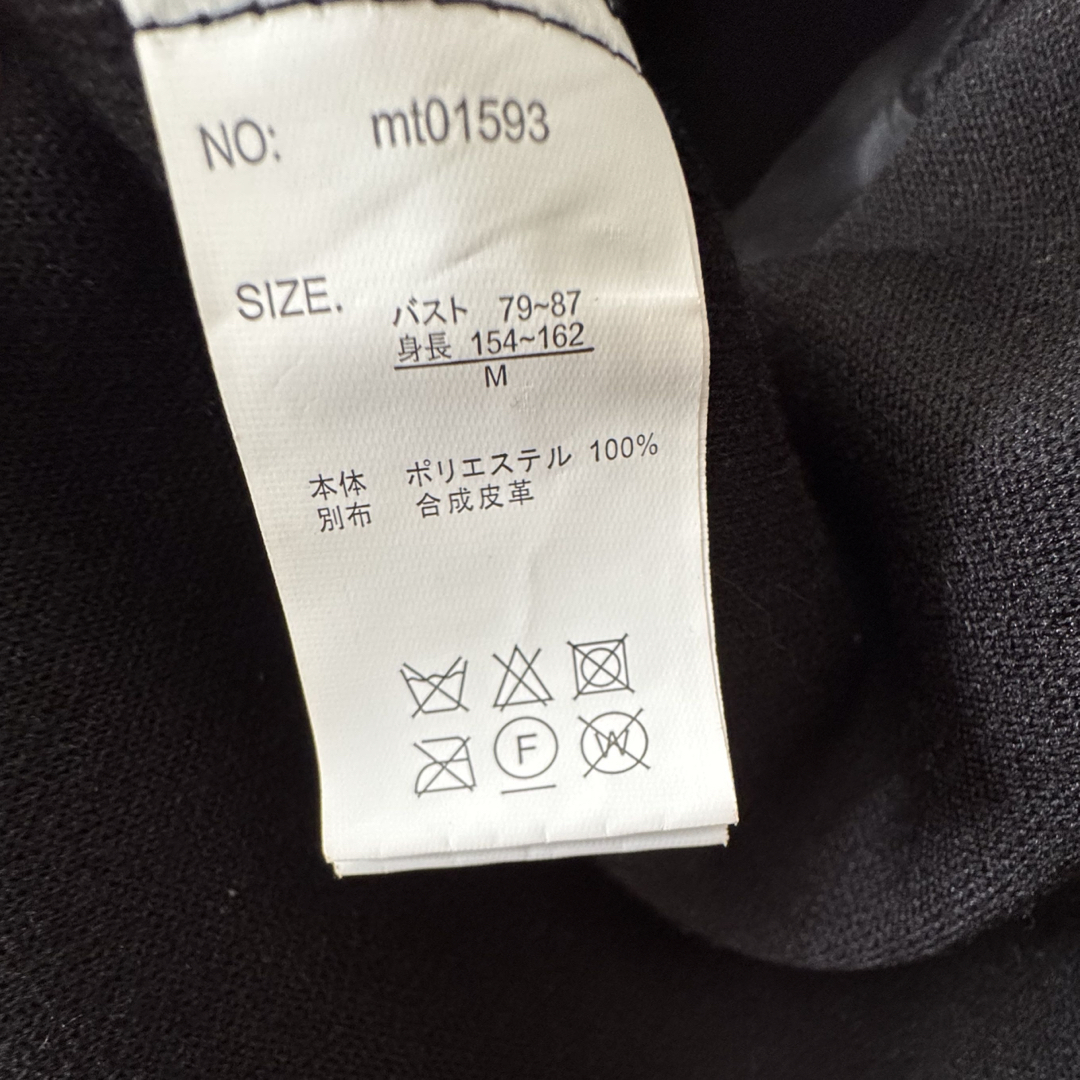 NO: mt01593
SIZE. バスト 79~87
身長 154~162
M
本体 ポリエステル 100%
別布 合成皮革
F W